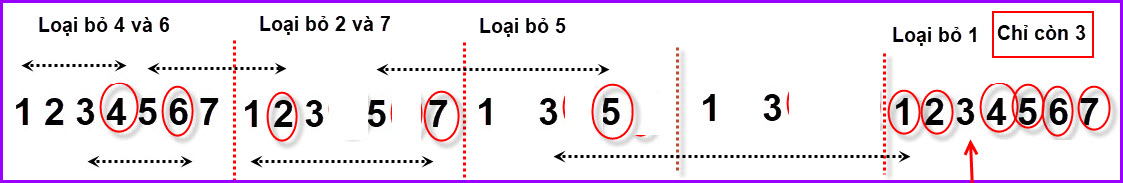 Loại bỏ 4 và 6
Loại bỏ 2 và 7
Loại bỏ 5
Loại bỏ 1
Chỉ còn 3
1 2 3 4 5 6 7 1 2 3 5 7 1 3 5 1 3 1 2 3 4 5 6 7